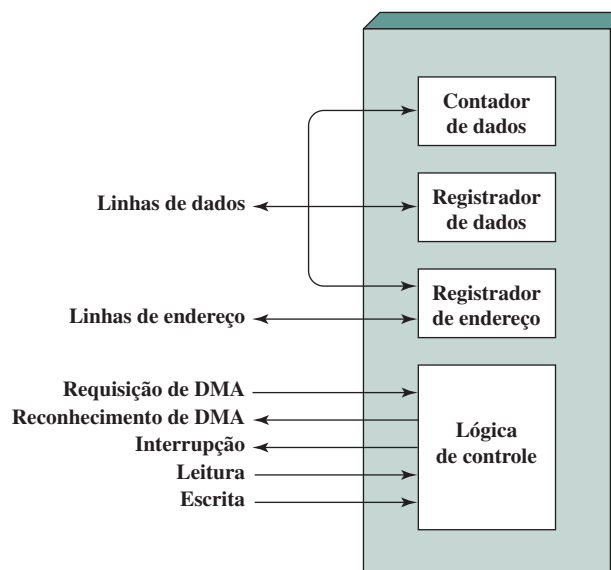 Contador
de dados
Linhas de dados
Registrador
de dados
Registrador
de endereço
Linhas de endereço
Requisição de DMA
Reconhecimento de DMA
Interrupção
Leitura
Escrita
Lógica
de controle